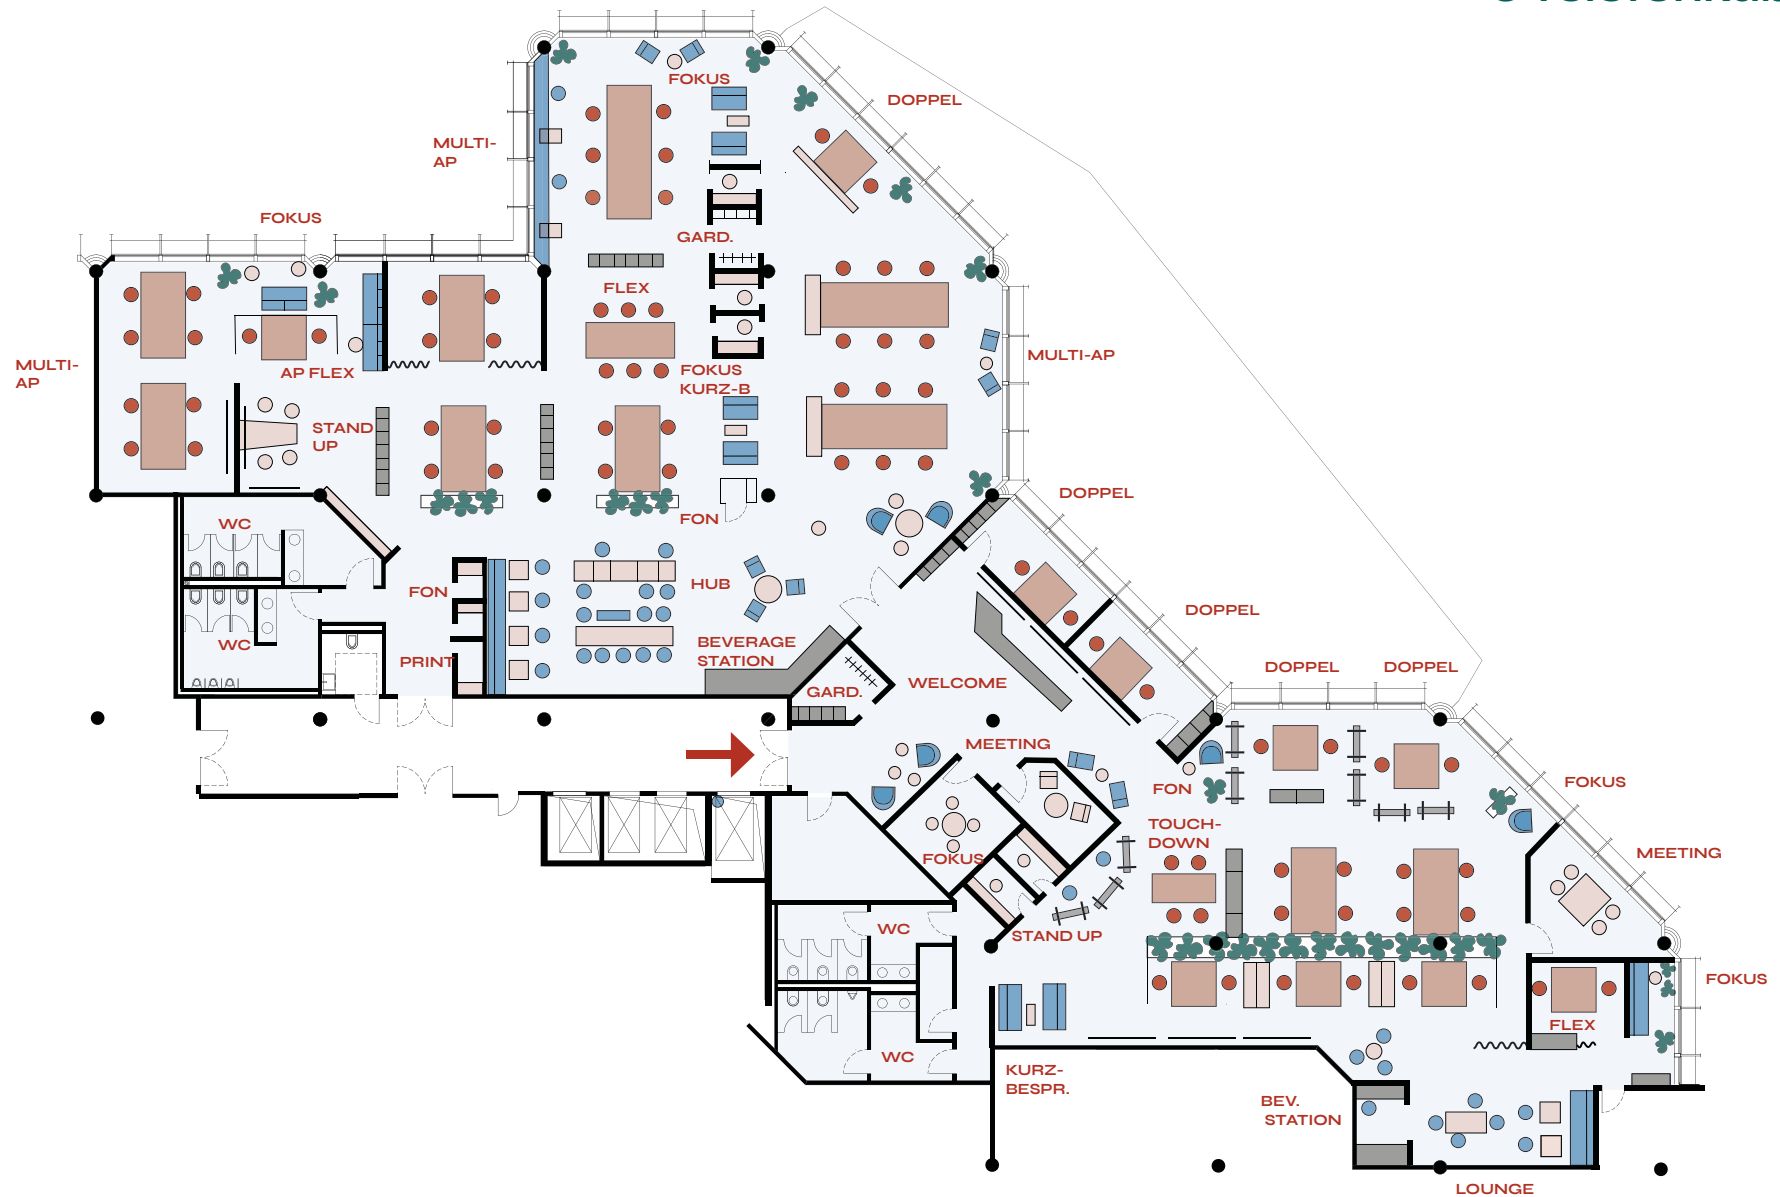 FOKUS
DOPPEL
MULTI-
AP
FOKUS
GARD.
FLEX
MULTI-AP
MULTI-
AP
AP FLEX
FOKUS
KURZ-B
STAND
UP
DOPPEL
FON
WC
HUB
FON
DOPPEL
WC
BEVERAGE
STATION
PRINT
DOPPEL
DOPPEL
WELCOME
GARD.
MEETING
FOKUS
FON
TOUCH-
DOWN
MEETING
FOKUS
WC
STAND UP
FOKUS
FLEX
WC
KURZ-
BESPR.
BEV.
STATION
LOUNGE